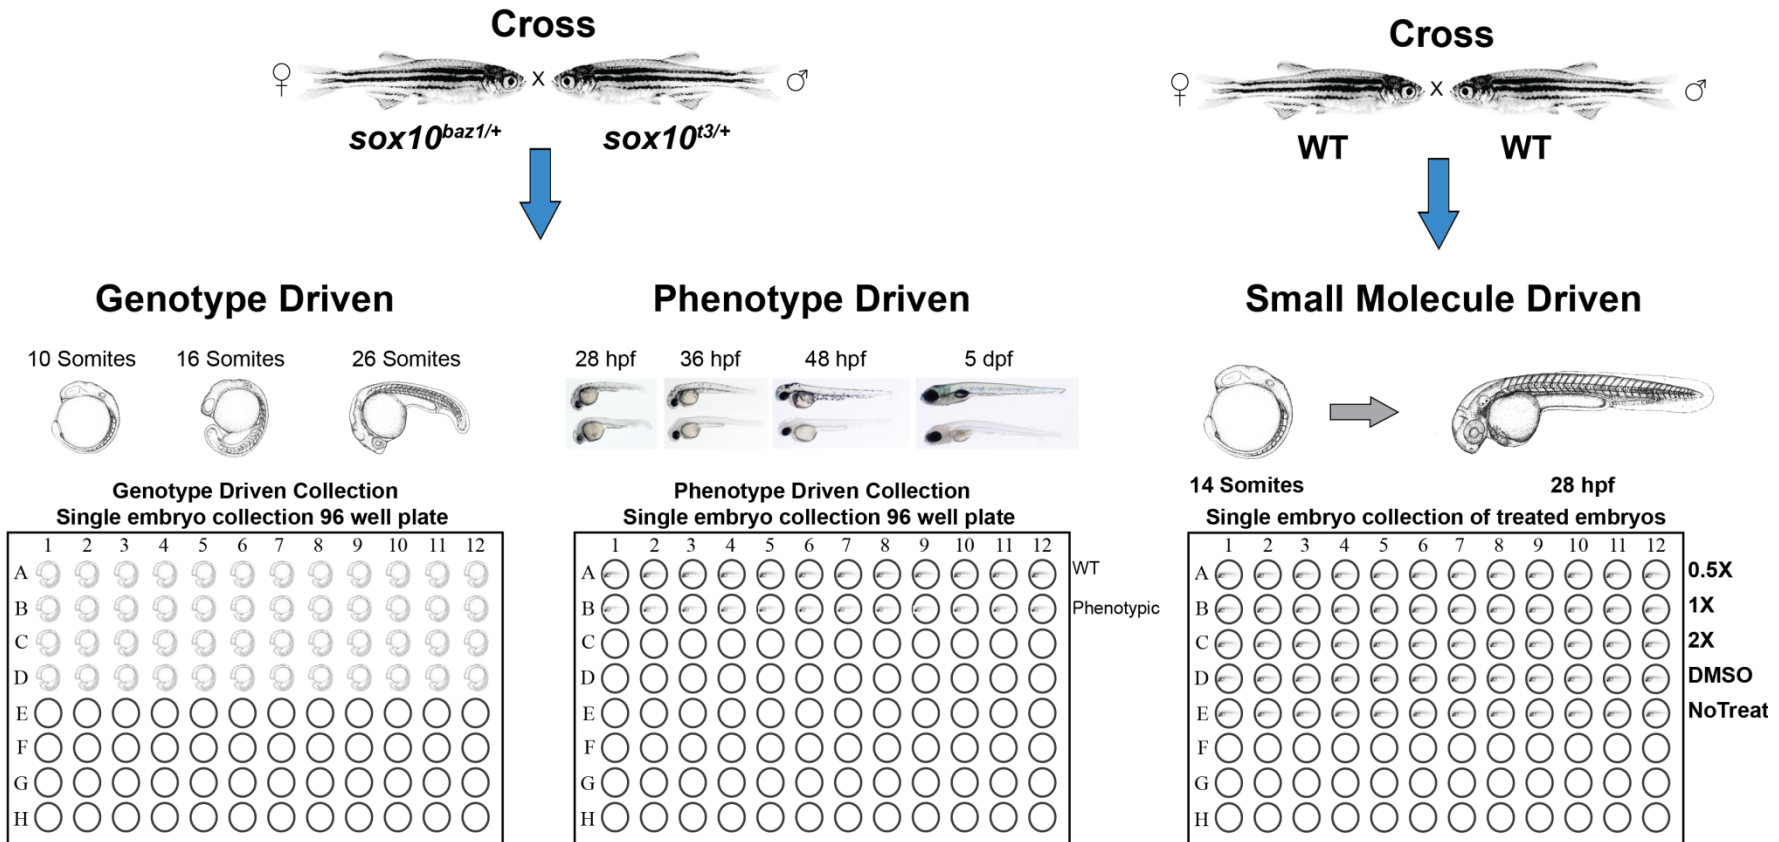 Cross
♀ x ♂
sox10baz1/+ sox10t3/+
Cross
♀ x ♂
WT WT
Genotype Driven
10 Somites 16 Somites 26 Somites
Genotype Driven Collection
Single embryo collection 96 well plate
1 2 3 4 5 6 7 8 9 10 11 12
A
B
C
D
E
F
G
H
Phenotype Driven
28 hpf 36 hpf 48 hpf 5 dpf
Phenotype Driven Collection
Single embryo collection 96 well plate
1 2 3 4 5 6 7 8 9 10 11 12
A WT
B Phenotypic
C
D
E
F
G
H
Small Molecule Driven
14 Somites 28 hpf
Single embryo collection of treated embryos
1 2 3 4 5 6 7 8 9 10 11 12
A 0.5X
B 1X
C 2X
D DMSO
E NoTreat
F
G
H